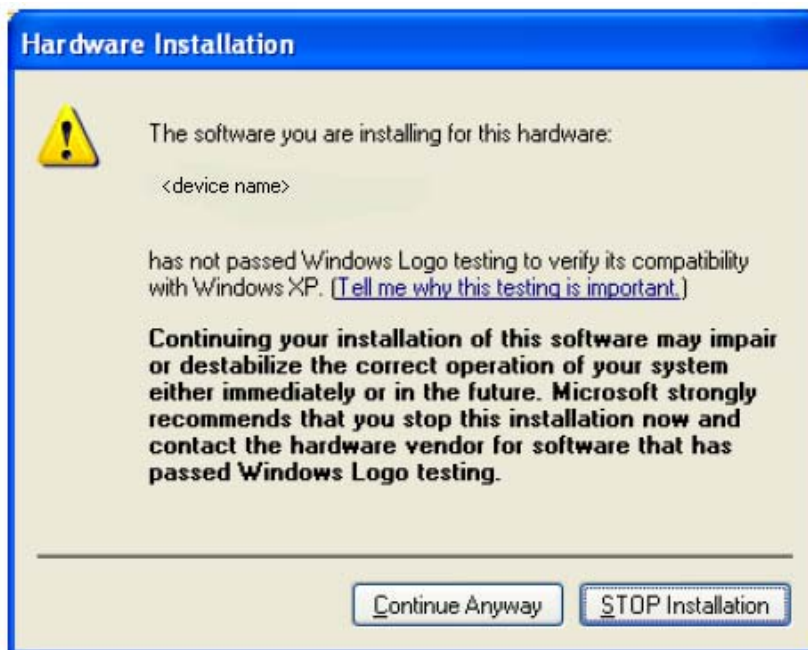 Hardware Installation
The software you are installing for this hardware:
<device name>
has not passed Windows Logo testing to verify its compatibility
with Windows XP. (Tell me why this testing is important.)
Continuing your installation of this software may impair
or destabilize the correct operation of your system
either immediately or in the future. Microsoft strongly
recommends that you stop this installation now and
contact the hardware vendor for software that has
passed Windows Logo testing.
Continue Anyway
STOP Installation